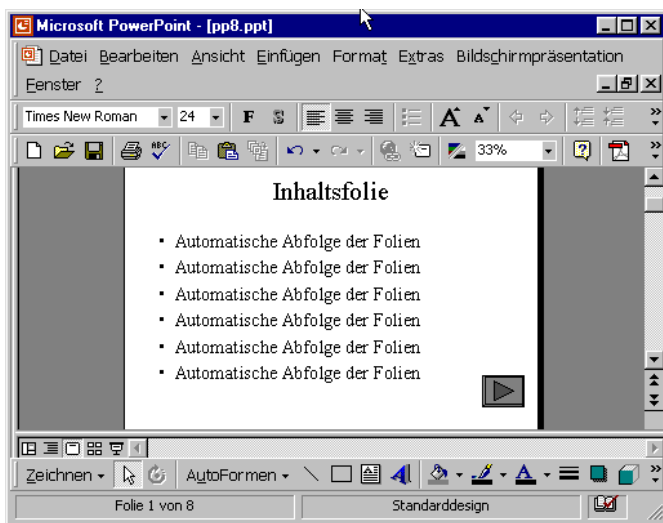 Microsoft PowerPoint - [pp8.ppt]
Datei Bearbeiten Ansicht Einfügen Format Extras Bildschirmpräsentation
Fenster ?
Times New Roman 24 F S A A
ABC 33% ?
Inhaltsfolie
▪ Automatische Abfolge der Folien
▪ Automatische Abfolge der Folien
▪ Automatische Abfolge der Folien
▪ Automatische Abfolge der Folien
▪ Automatische Abfolge der Folien
▪ Automatische Abfolge der Folien
Zeichnen AutoFormen A A
Folie 1 von 8 Standarddesign